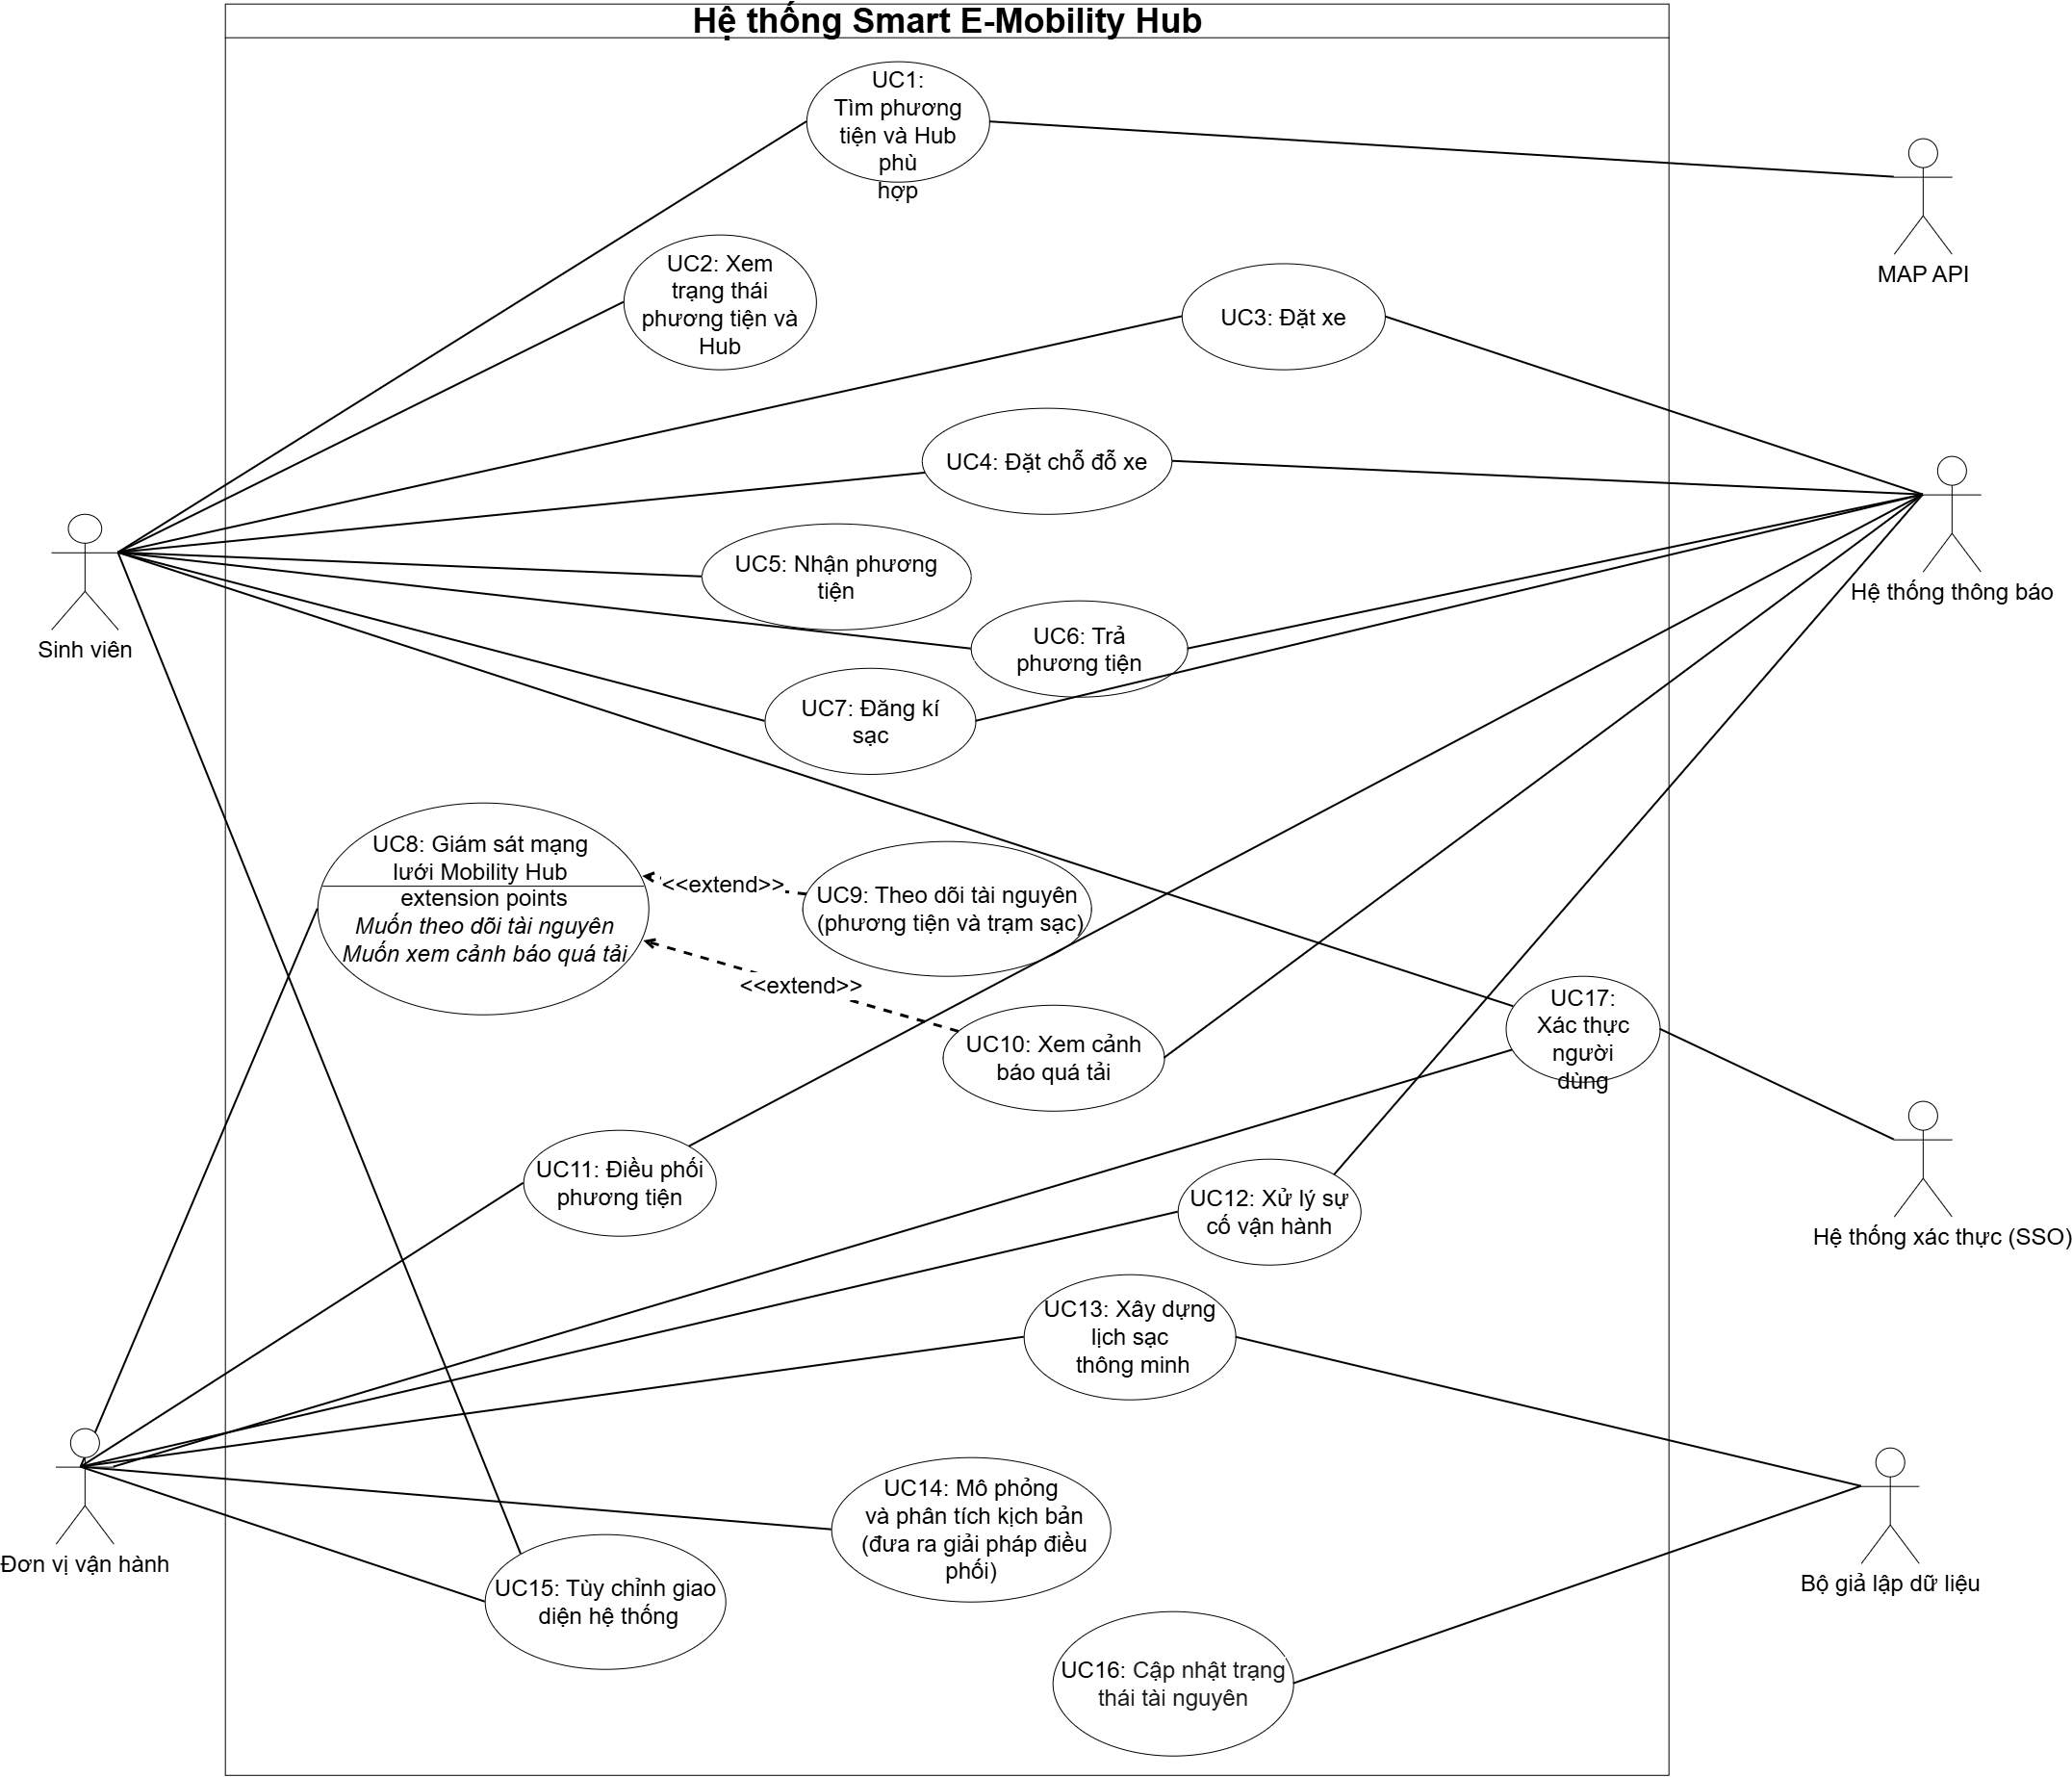 Hệ thống Smart E-Mobility Hub
UC1:
Tìm phương
tiện và Hub
phù
hợp
MAP API
UC2: Xem
trạng thái
phương tiện và
Hub
UC3: Đặt xe
UC4: Đặt chỗ đỗ xe
Hệ thống thông báo
UC5: Nhận phương
tiện
Sinh viên
UC6: Trả
phương tiện
UC7: Đăng kí
sạc
UC8: Giám sát mạng
lưới Mobility Hub
extension points
Muốn theo dõi tài nguyên
Muốn xem cảnh báo quá tải
<<extend>>
UC9: Theo dõi tài nguyên
(phương tiện và trạm sạc)
<<extend>>
UC10: Xem cảnh
báo quá tải
UC17:
Xác thực
người
dùng
UC11: Điều phối
phương tiện
UC12: Xử lý sự
cố vận hành
Hệ thống xác thực (SSO)
UC13: Xây dựng
lịch sạc
thông minh
UC14: Mô phỏng
và phân tích kịch bản
(đưa ra giải pháp điều
phối)
Đơn vị vận hành
UC15: Tùy chỉnh giao
diện hệ thống
Bộ giả lập dữ liệu
UC16: Cập nhật trạng
thái tài nguyên